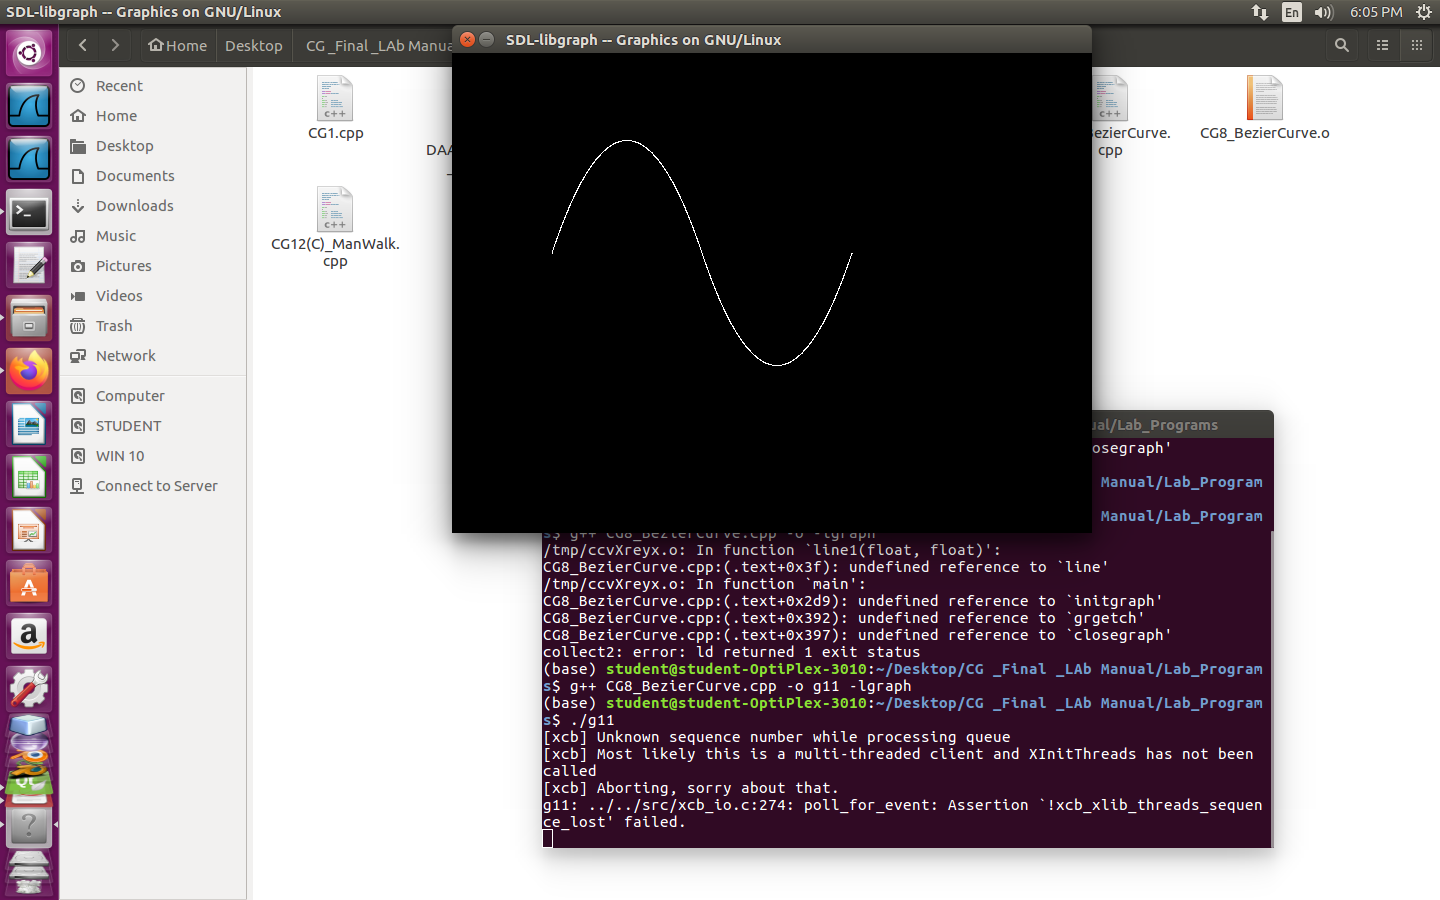 SDL-libgraph -- Graphics on GNU/Linux
En
6:05 PM
Home
Desktop
CG _Final _LAb Manua
SDL-libgraph -- Graphics on GNU/Linux
Recent
Home
Desktop
Documents
Downloads
Music
Pictures
Videos
Trash
Network
Computer
STUDENT
WIN 10
Connect to Server
c++
CG1.cpp
DAA
c++
ezierCurve.
cpp
CG8_BezierCurve.o
c++
CG12(C)_ManWalk.
cpp
ual/Lab_Programs
osegraph'
Manual/Lab_Program
Manual/Lab_Program
s$ g++ CG8_BezierCurve.cpp -o -lgraph
/tmp/ccvXreyx.o: In function `line1(float, float)':
CG8_BezierCurve.cpp:(.text+0x3f): undefined reference to `line'
/tmp/ccvXreyx.o: In function `main':
CG8_BezierCurve.cpp:(.text+0x2d9): undefined reference to `initgraph'
CG8_BezierCurve.cpp:(.text+0x392): undefined reference to `grgetch'
CG8_BezierCurve.cpp:(.text+0x397): undefined reference to `closegraph'
collect2: error: ld returned 1 exit status
(base) student@student-OptiPlex-3010:~/Desktop/CG _Final _LAb Manual/Lab_Program
s$ g++ CG8_BezierCurve.cpp -o g11 -lgraph
(base) student@student-OptiPlex-3010:~/Desktop/CG _Final _LAb Manual/Lab_Program
s$ ./g11
[xcb] Unknown sequence number while processing queue
[xcb] Most likely this is a multi-threaded client and XInitThreads has not been
called
[xcb] Aborting, sorry about that.
g11: ../../src/xcb_io.c:274: poll_for_event: Assertion `!xcb_xlib_threads_sequen
ce_lost' failed.